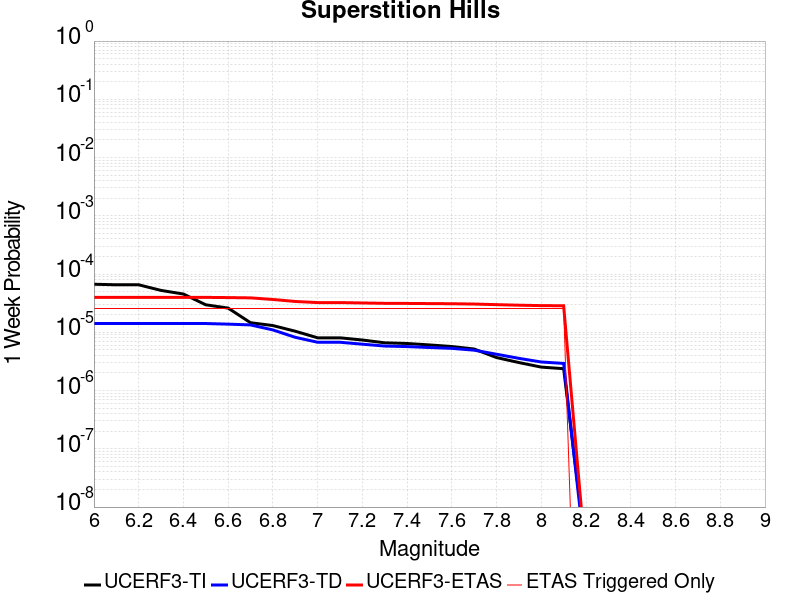 Superstition Hills
10^0
10^-1
10^-2
10^-3
10^-4
10^-5
10^-6
10^-7
10^-8
1 Week Probability
6 6.2 6.4 6.6 6.8 7 7.2 7.4 7.6 7.8 8 8.2 8.4 8.6 8.8 9
Magnitude
UCERF3-TI UCERF3-TD UCERF3-ETAS ETAS Triggered Only